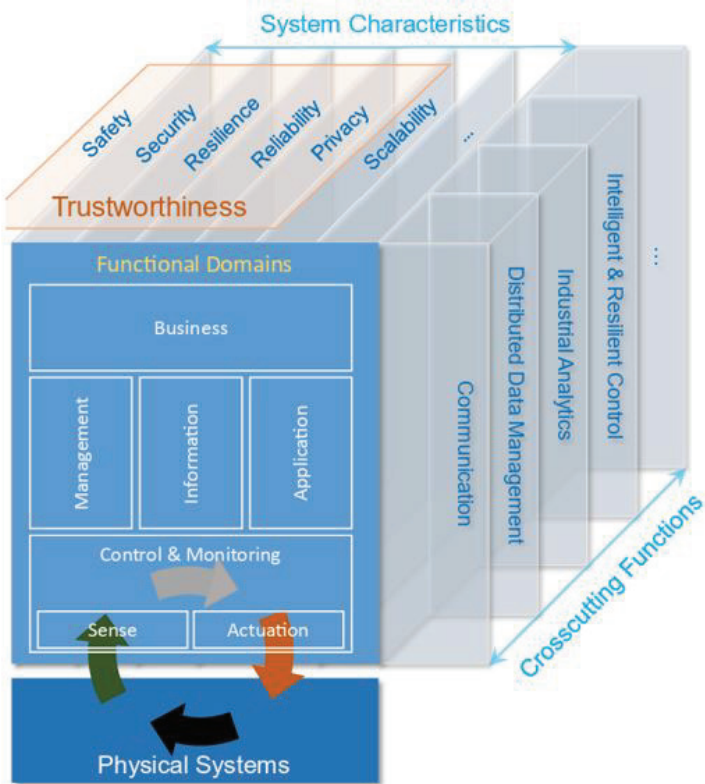 System Characteristics
Safety
Security
Resilience
Reliability
Privacy
Scalability
...
Trustworthiness
Functional Domains
Business
Management
Information
Application
Control & Monitoring
Sense
Actuation
Physical Systems
Communication
Distributed Data Management
Industrial Analytics
Intelligent & Resilient Control
...
Crosscutting Functions